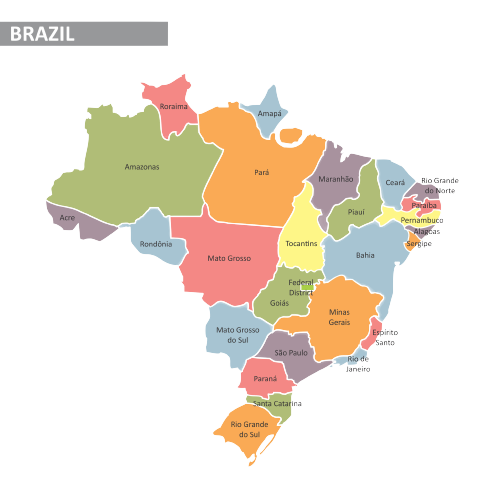 BRAZIL
Roraima
Amapá
Amazonas
Pará
Maranhão
Ceará
Rio Grande
do Norte
Paraíba
Piauí
Pernambuco
Alagoas
Sergipe
Acre
Rondônia
Mato Grosso
Tocantins
Bahia
Federal
District
Goiás
Minas
Gerais
Mato Grosso
do Sul
Espirito
Santo
São Paulo
Rio de
Janeiro
Paraná
Santa Catarina
Rio Grande
do Sul